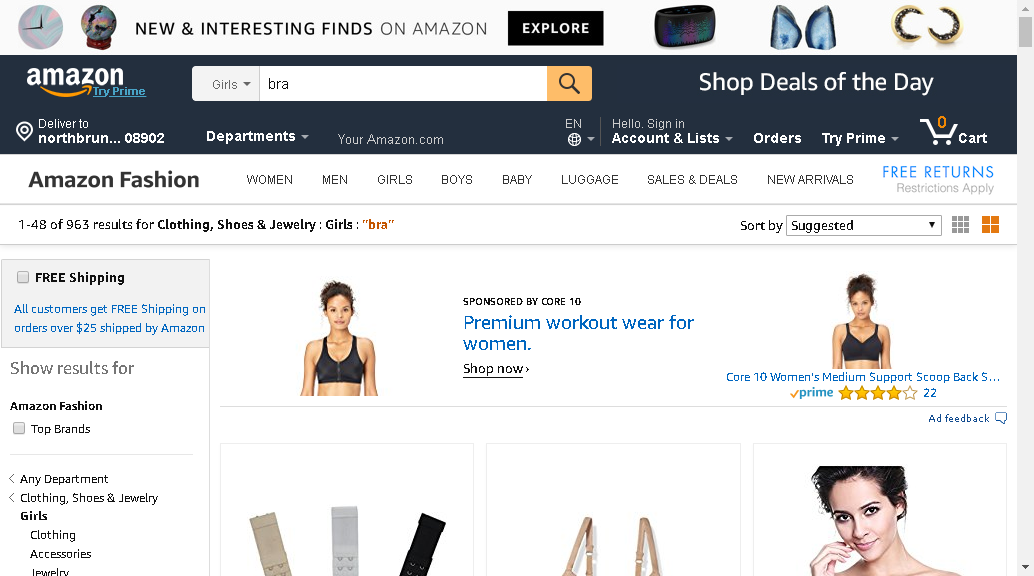 NEW & INTERESTING FINDS ON AMAZON EXPLORE
amazon
Try Prime
Girls bra
Shop Deals of the Day
Deliver to
northbrun... 08902
Departments
Your Amazon.com
EN
Hello. Sign in
Account & Lists
Orders
Try Prime
0
Cart
Amazon Fashion WOMEN MEN GIRLS BOYS BABY LUGGAGE SALES & DEALS NEW ARRIVALS
FREE RETURNS
Restrictions Apply
1-48 of 963 results for Clothing, Shoes & Jewelry : Girls : "bra"
Sort by Suggested
FREE Shipping
All customers get FREE Shipping on
orders over $25 shipped by Amazon
Show results for
Amazon Fashion
Top Brands
Any Department
Clothing, Shoes & Jewelry
Girls
Clothing
Accessories
Jewelry
SPONSORED BY CORE 10
Premium workout wear for
women.
Shop now ›
Core 10 Women's Medium Support Scoop Back S...
prime 22
Ad feedback